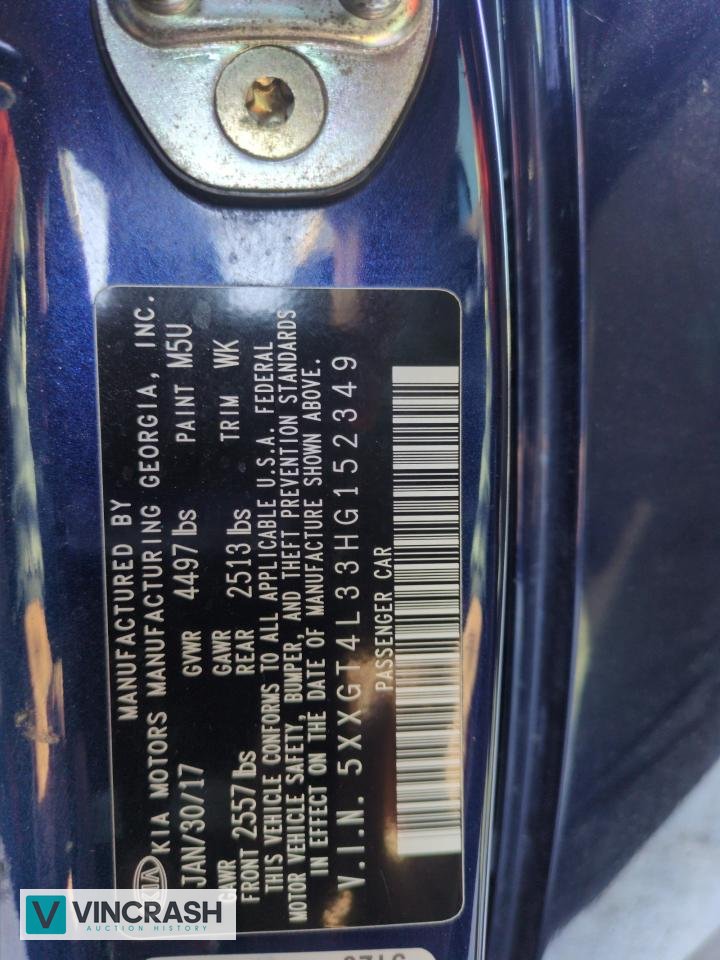 MANUFACTURED BY
KIA KIA MOTORS MANUFACTURING GEORGIA, INC.
JAN/30/17 GVWR 4497 lbs PAINT M5U
GAWR GAWR TRIM WK
FRONT 2557 lbs REAR 2513 lbs
THIS VEHICLE CONFORMS TO ALL APPLICABLE U.S.A. FEDERAL
MOTOR VEHICLE SAFETY, BUMPER, AND THEFT PREVENTION STANDARDS
IN EFFECT ON THE DATE OF MANUFACTURE SHOWN ABOVE.
V.I.N. 5XXGT4L33HG152349
PASSENGER CAR
V VINCRASH
AUCTION HISTORY